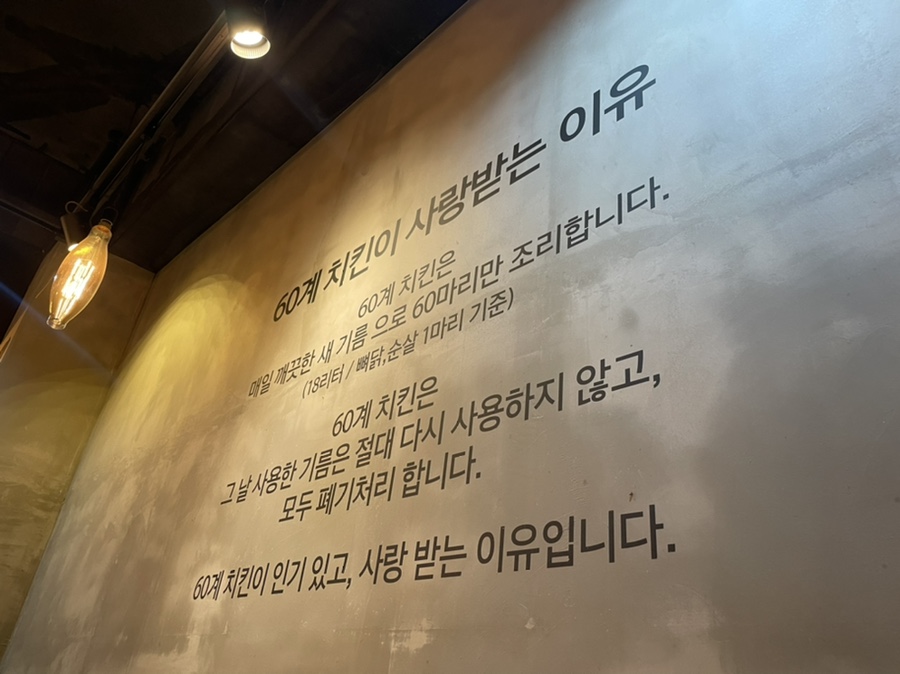 60계 치킨이 사랑받는 이유
60계 치킨은
매일 깨끗한 새 기름 으로 60마리만 조리합니다.
(18리터 / 뼈닭,순살 1마리 기준)
60계 치킨은
그 날 사용한 기름은 절대 다시 사용하지 않고,
모두 폐기처리 합니다.
60계 치킨이 인기 있고, 사랑 받는 이유입니다.